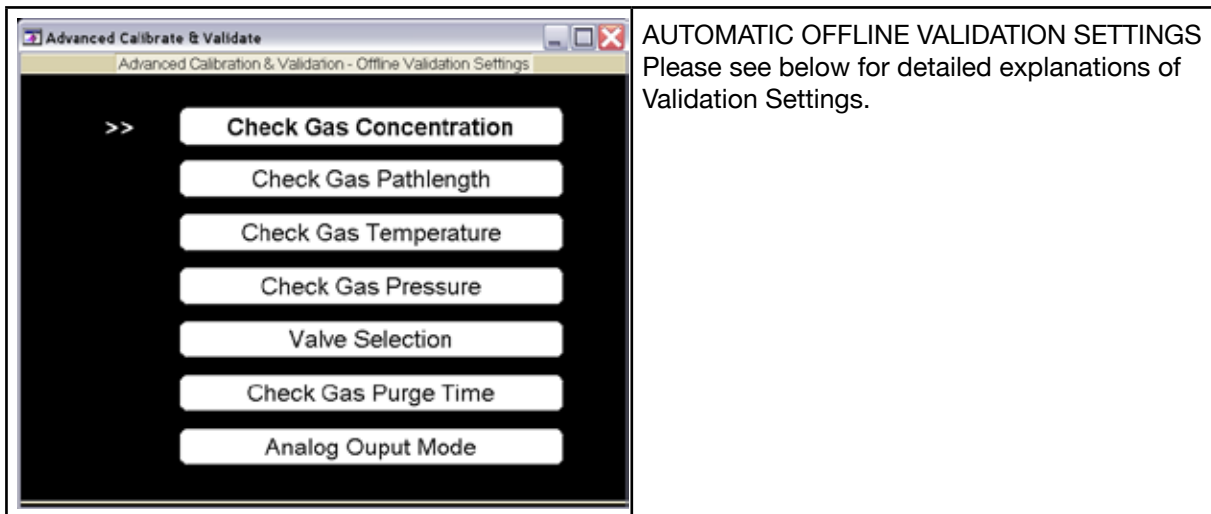 Advanced Calibrate & Validate
Advanced Calibration & Validation - Offline Validation Settings
>> Check Gas Concentration
Check Gas Pathlength
Check Gas Temperature
Check Gas Pressure
Valve Selection
Check Gas Purge Time
Analog Ouput Mode
AUTOMATIC OFFLINE VALIDATION SETTINGS
Please see below for detailed explanations of
Validation Settings.